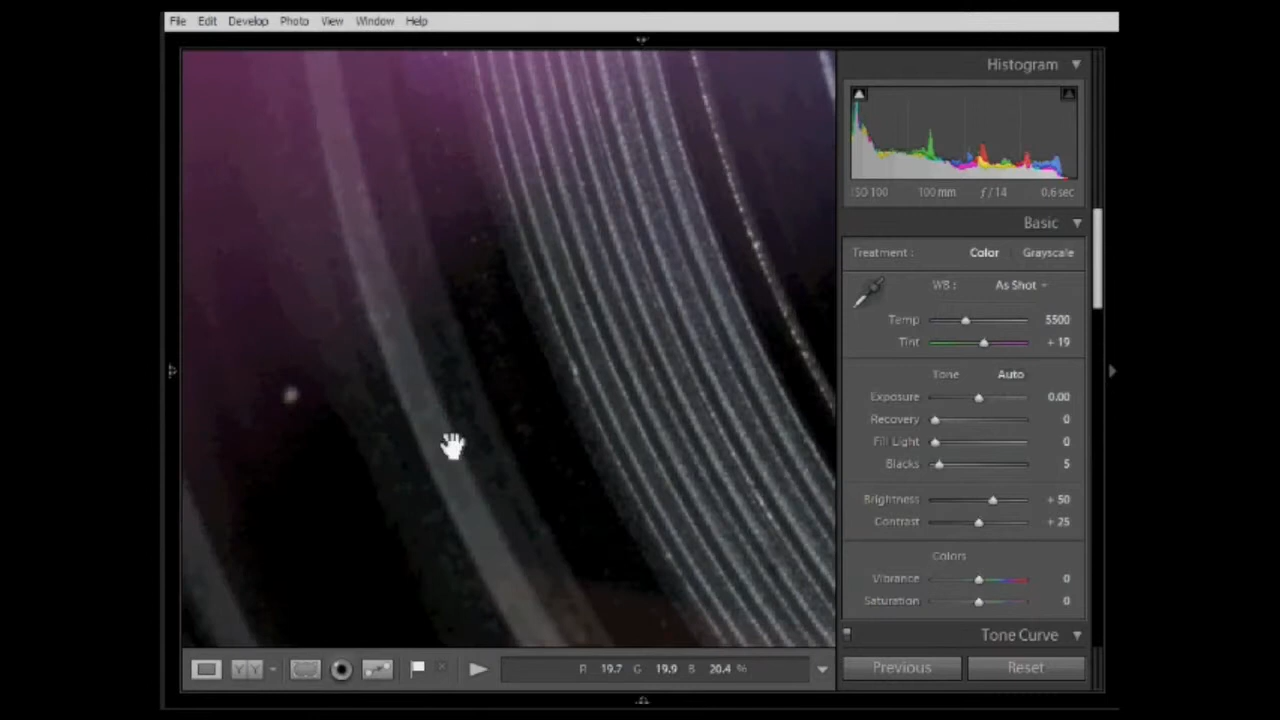 File Edit Develop Photo View Window Help
Histogram
ISO 100 100 mm ƒ / 14 0.6 sec
Basic
Treatment : Color Grayscale
WB : As Shot
Temp 5500
Tint + 19
Tone Auto
Exposure 0.00
Recovery 0
Fill Light 0
Blacks 5
Brightness + 50
Contrast + 25
Colors
Vibrance 0
Saturation 0
Tone Curve
Y Y R 19.7 G 19.9 B 20.4 %
Previous Reset